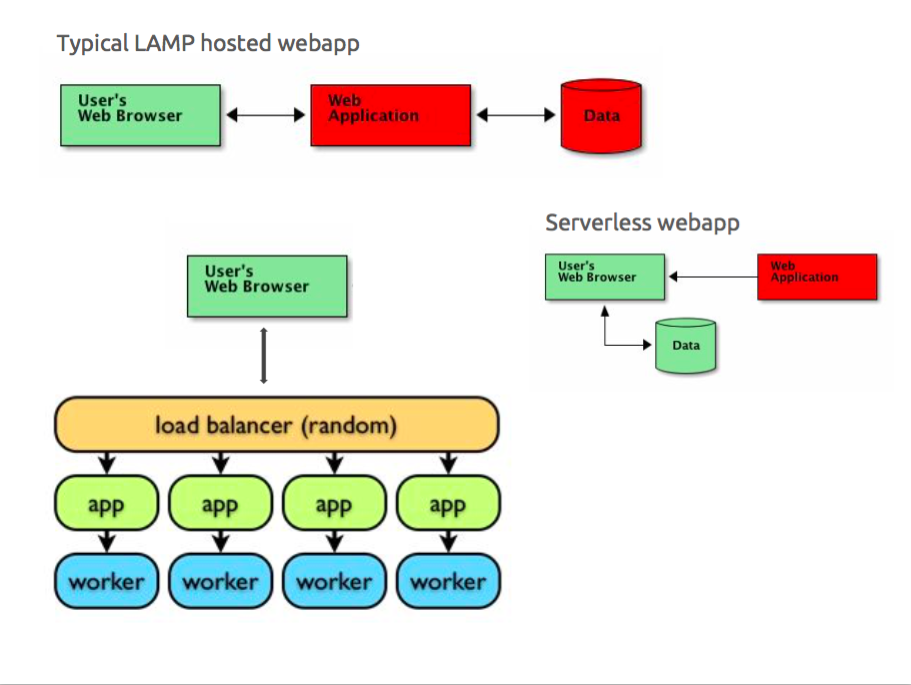 Typical LAMP hosted webapp
User's
Web Browser
Web
Application
Data
Serverless webapp
User's
Web Browser
Web
Application
Data
User's
Web Browser
load balancer (random)
app app app app
worker worker worker worker